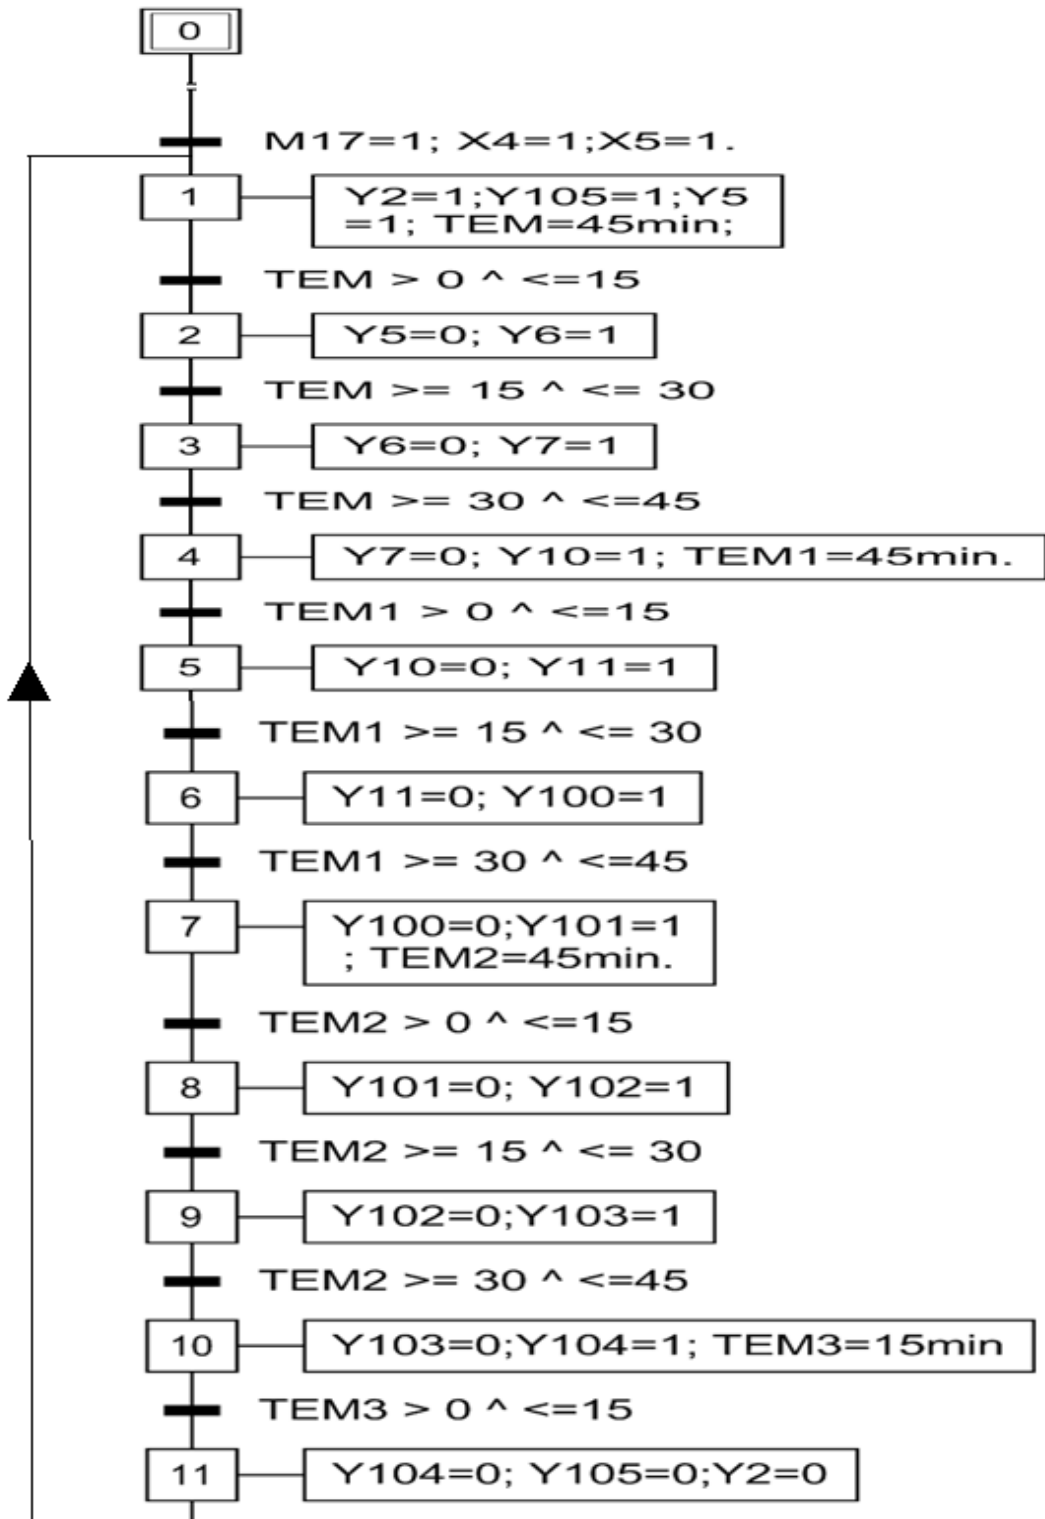 0
M17=1; X4=1;X5=1.
1
Y2=1;Y105=1;Y5
=1; TEM=45min;
TEM > 0 ^ <=15
2
Y5=0; Y6=1
TEM >= 15 ^ <= 30
3
Y6=0; Y7=1
TEM >= 30 ^ <=45
4
Y7=0; Y10=1; TEM1=45min.
TEM1 > 0 ^ <=15
5
Y10=0; Y11=1
TEM1 >= 15 ^ <= 30
6
Y11=0; Y100=1
TEM1 >= 30 ^ <=45
7
Y100=0;Y101=1
; TEM2=45min.
TEM2 > 0 ^ <=15
8
Y101=0; Y102=1
TEM2 >= 15 ^ <= 30
9
Y102=0;Y103=1
TEM2 >= 30 ^ <=45
10
Y103=0;Y104=1; TEM3=15min
TEM3 > 0 ^ <=15
11
Y104=0; Y105=0;Y2=0